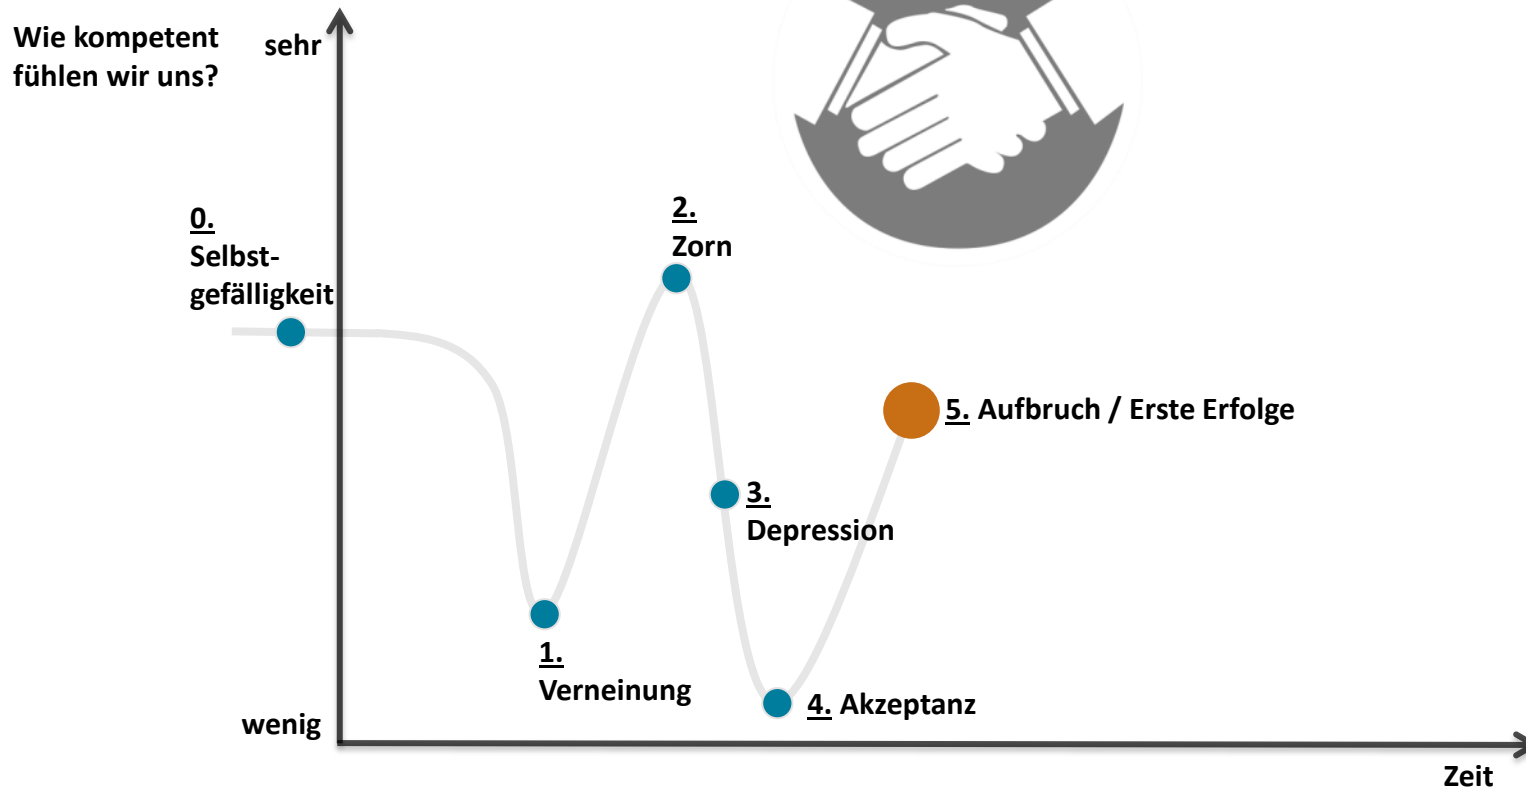 Wie kompetent
fühlen wir uns?
sehr
0.
Selbst-
gefälligkeit
2.
Zorn
5. Aufbruch / Erste Erfolge
3.
Depression
1.
Verneinung
4. Akzeptanz
wenig
Zeit